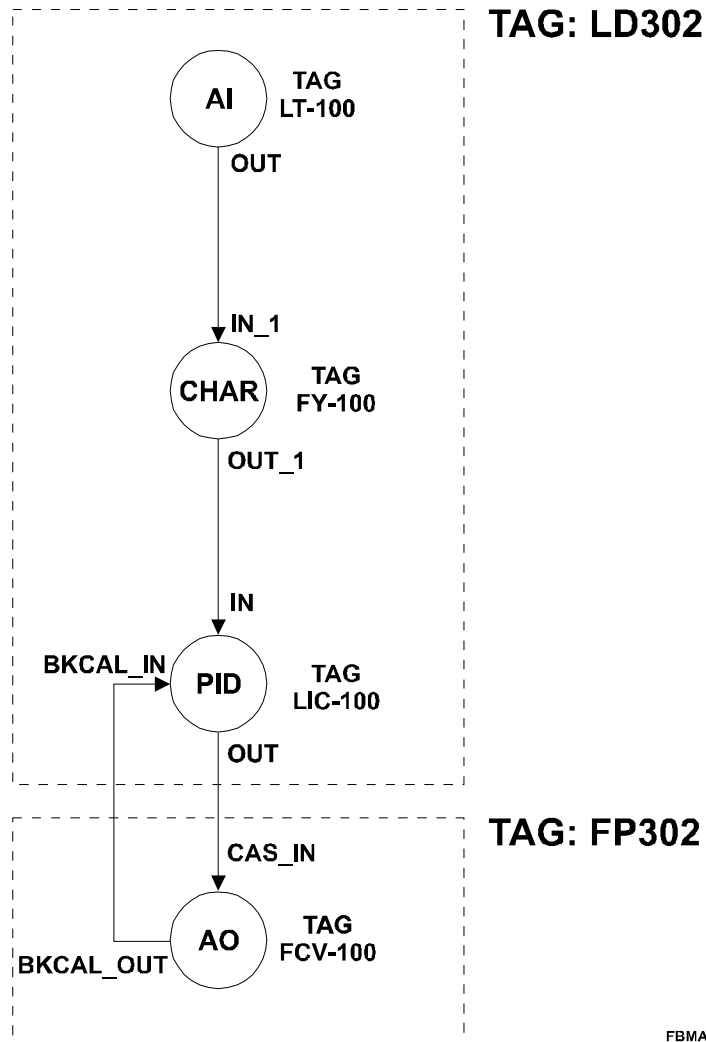 TAG: LD302
AI
TAG
LT-100
OUT
IN_1
CHAR
TAG
FY-100
OUT_1
IN
BKCAL_IN
PID
TAG
LIC-100
OUT
TAG: FP302
CAS_IN
AO
TAG
FCV-100
BKCAL_OUT
FBMA